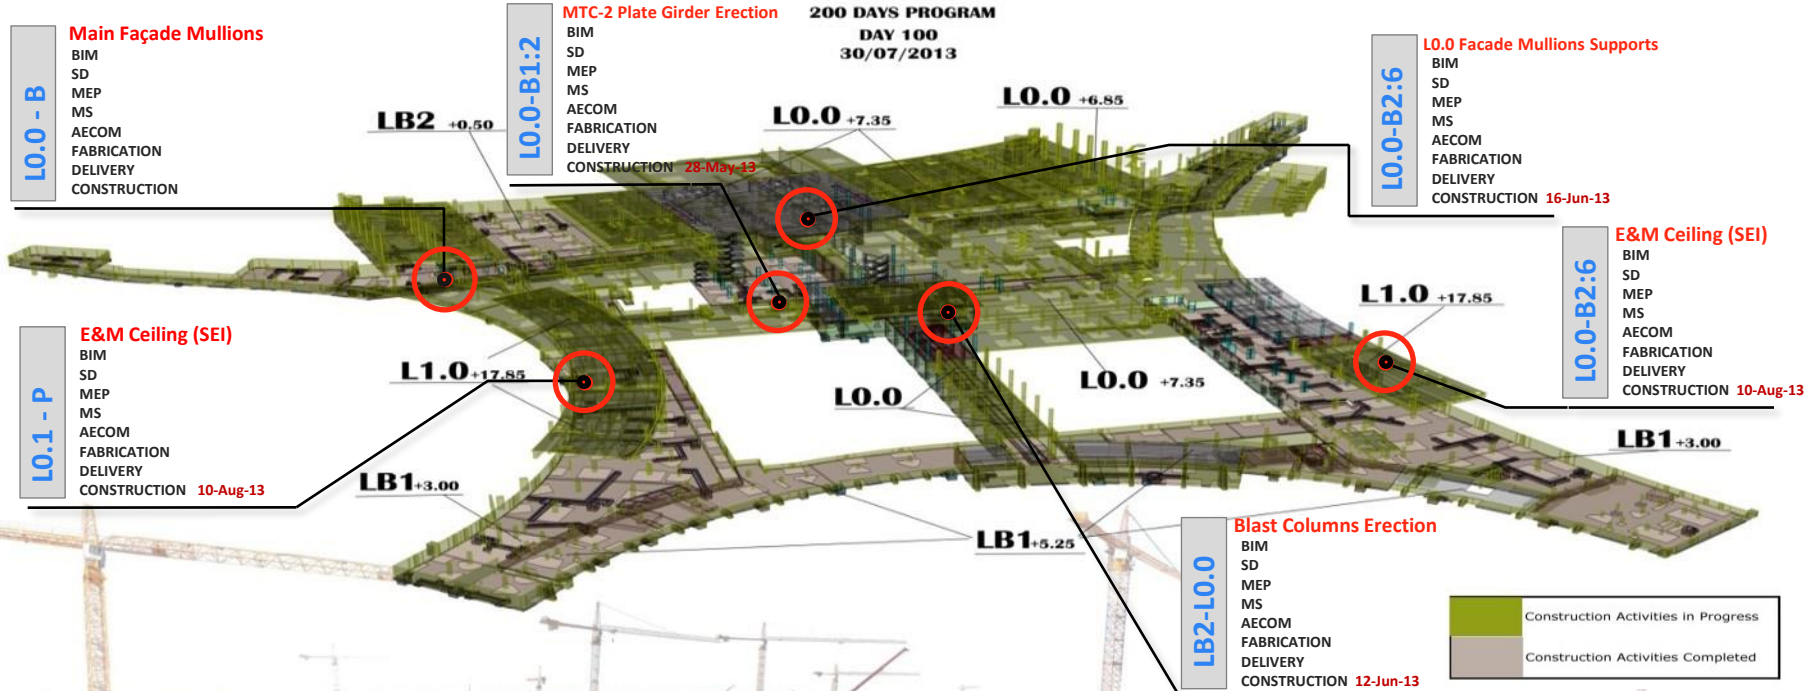 200 DAYS PROGRAM
DAY 100
30/07/2013
L0.0 - B
Main Façade Mullions
BIM
SD
MEP
MS
AECOM
FABRICATION
DELIVERY
CONSTRUCTION
L0.0-B1:2
MTC-2 Plate Girder Erection
BIM
SD
MEP
MS
AECOM
FABRICATION
DELIVERY
CONSTRUCTION 28-May-13
L0.0-B2:6
L0.0 Facade Mullions Supports
BIM
SD
MEP
MS
AECOM
FABRICATION
DELIVERY
CONSTRUCTION 16-Jun-13
L0.0-B2:6
E&M Ceiling (SEI)
BIM
SD
MEP
MS
AECOM
FABRICATION
DELIVERY
CONSTRUCTION 10-Aug-13
L0.1 - P
E&M Ceiling (SEI)
BIM
SD
MEP
MS
AECOM
FABRICATION
DELIVERY
CONSTRUCTION 10-Aug-13
LB2-L0.0
Blast Columns Erection
BIM
SD
MEP
MS
AECOM
FABRICATION
DELIVERY
CONSTRUCTION 12-Jun-13
LB2 +0.50
L0.0 +7.35
L0.0 +6.85
L1.0 +17.85
L1.0 +17.85
L0.0
L0.0 +7.35
LB1 +3.00
LB1 +3.00
LB1 +5.25
Construction Activities in Progress
Construction Activities Completed